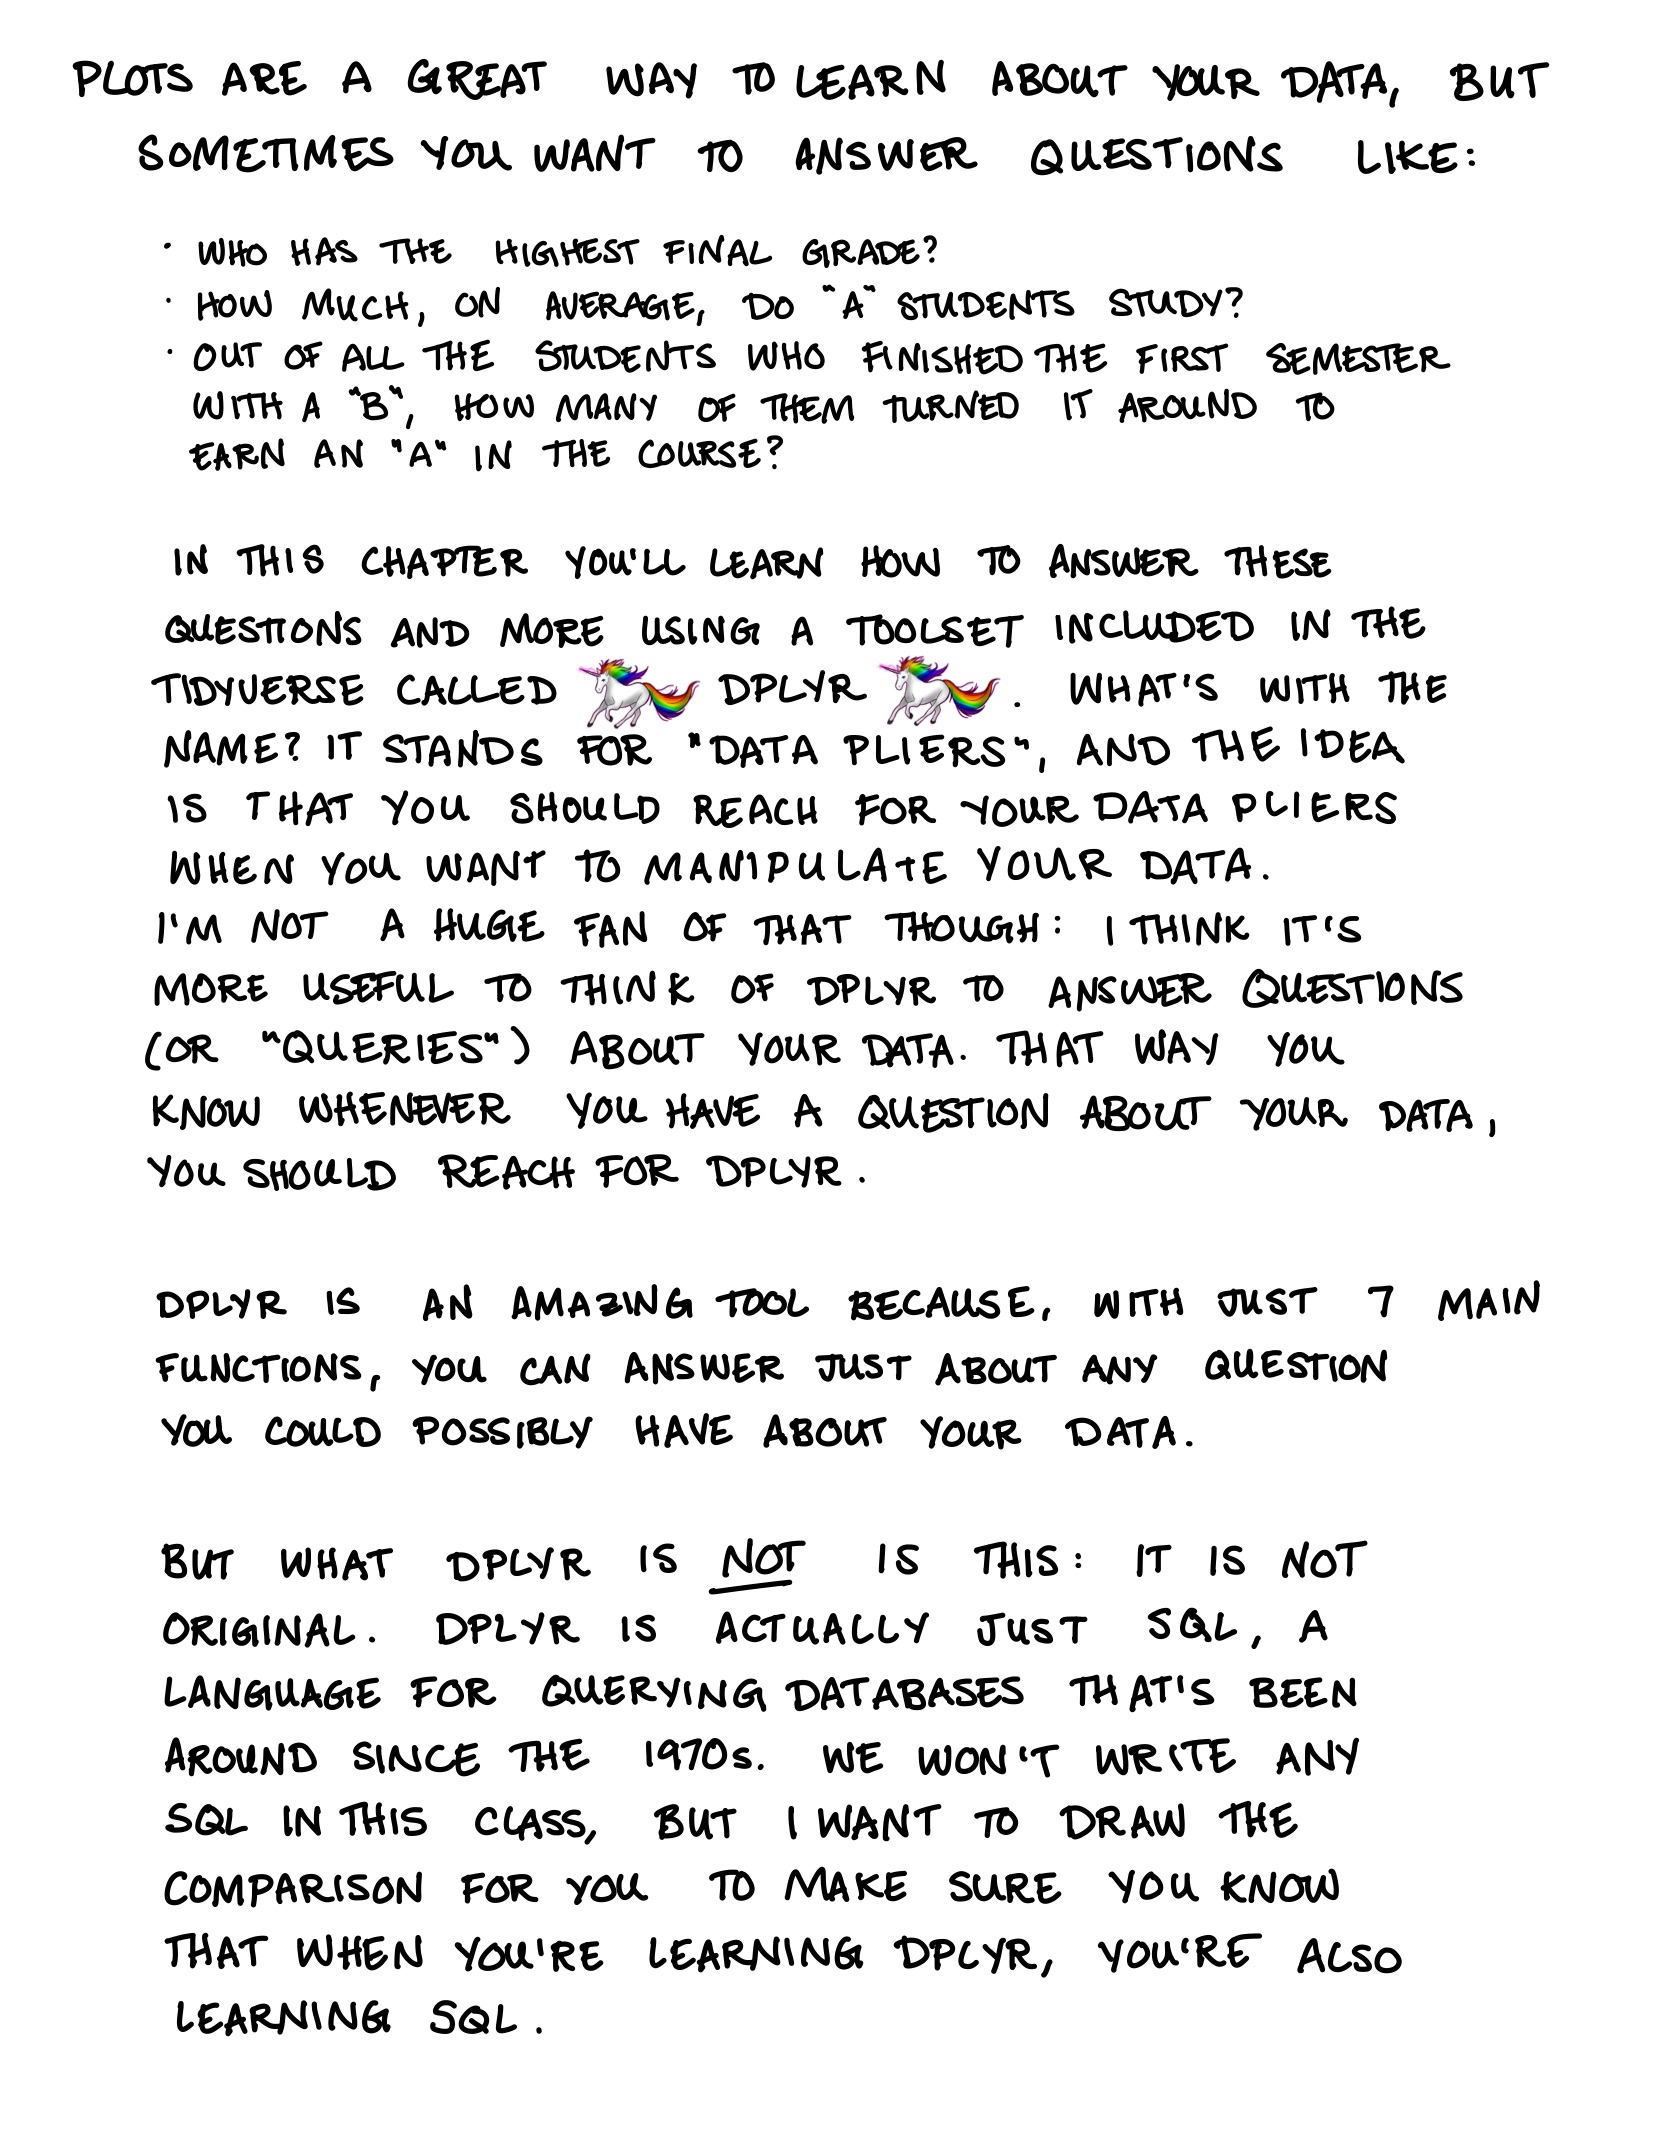 PLOTS ARE A GREAT WAY TO LEARN ABOUT YOUR DATA, BUT
SOMETIMES YOU WANT TO ANSWER QUESTIONS LIKE:
· WHO HAS THE HIGHEST FINAL GRADE?
· HOW MUCH, ON AVERAGE, DO "A" STUDENTS STUDY?
· OUT OF ALL THE STUDENTS WHO FINISHED THE FIRST SEMESTER
WITH A "B", HOW MANY OF THEM TURNED IT AROUND TO
EARN AN "A" IN THE COURSE?
IN THIS CHAPTER YOU'LL LEARN HOW TO ANSWER THESE
QUESTIONS AND MORE USING A TOOLSET INCLUDED IN THE
TIDYVERSE CALLED DPLYR . WHAT'S WITH THE
NAME? IT STANDS FOR "DATA PLIERS", AND THE IDEA
IS THAT YOU SHOULD REACH FOR YOUR DATA PLIERS
WHEN YOU WANT TO MANIPULATE YOUR DATA.
I'M NOT A HUGE FAN OF THAT THOUGH: I THINK IT'S
MORE USEFUL TO THINK OF DPLYR TO ANSWER QUESTIONS
(OR "QUERIES") ABOUT YOUR DATA. THAT WAY YOU
KNOW WHENEVER YOU HAVE A QUESTION ABOUT YOUR DATA,
YOU SHOULD REACH FOR DPLYR.
DPLYR IS AN AMAZING TOOL BECAUSE, WITH JUST 7 MAIN
FUNCTIONS, YOU CAN ANSWER JUST ABOUT ANY QUESTION
YOU COULD POSSIBLY HAVE ABOUT YOUR DATA.
BUT WHAT DPLYR IS NOT IS THIS: IT IS NOT
ORIGINAL. DPLYR IS ACTUALLY JUST SQL, A
LANGUAGE FOR QUERYING DATABASES THAT'S BEEN
AROUND SINCE THE 1970s. WE WON'T WRITE ANY
SQL IN THIS CLASS, BUT I WANT TO DRAW THE
COMPARISON FOR YOU TO MAKE SURE YOU KNOW
THAT WHEN YOU'RE LEARNING DPLYR, YOU'RE ALSO
LEARNING SQL.